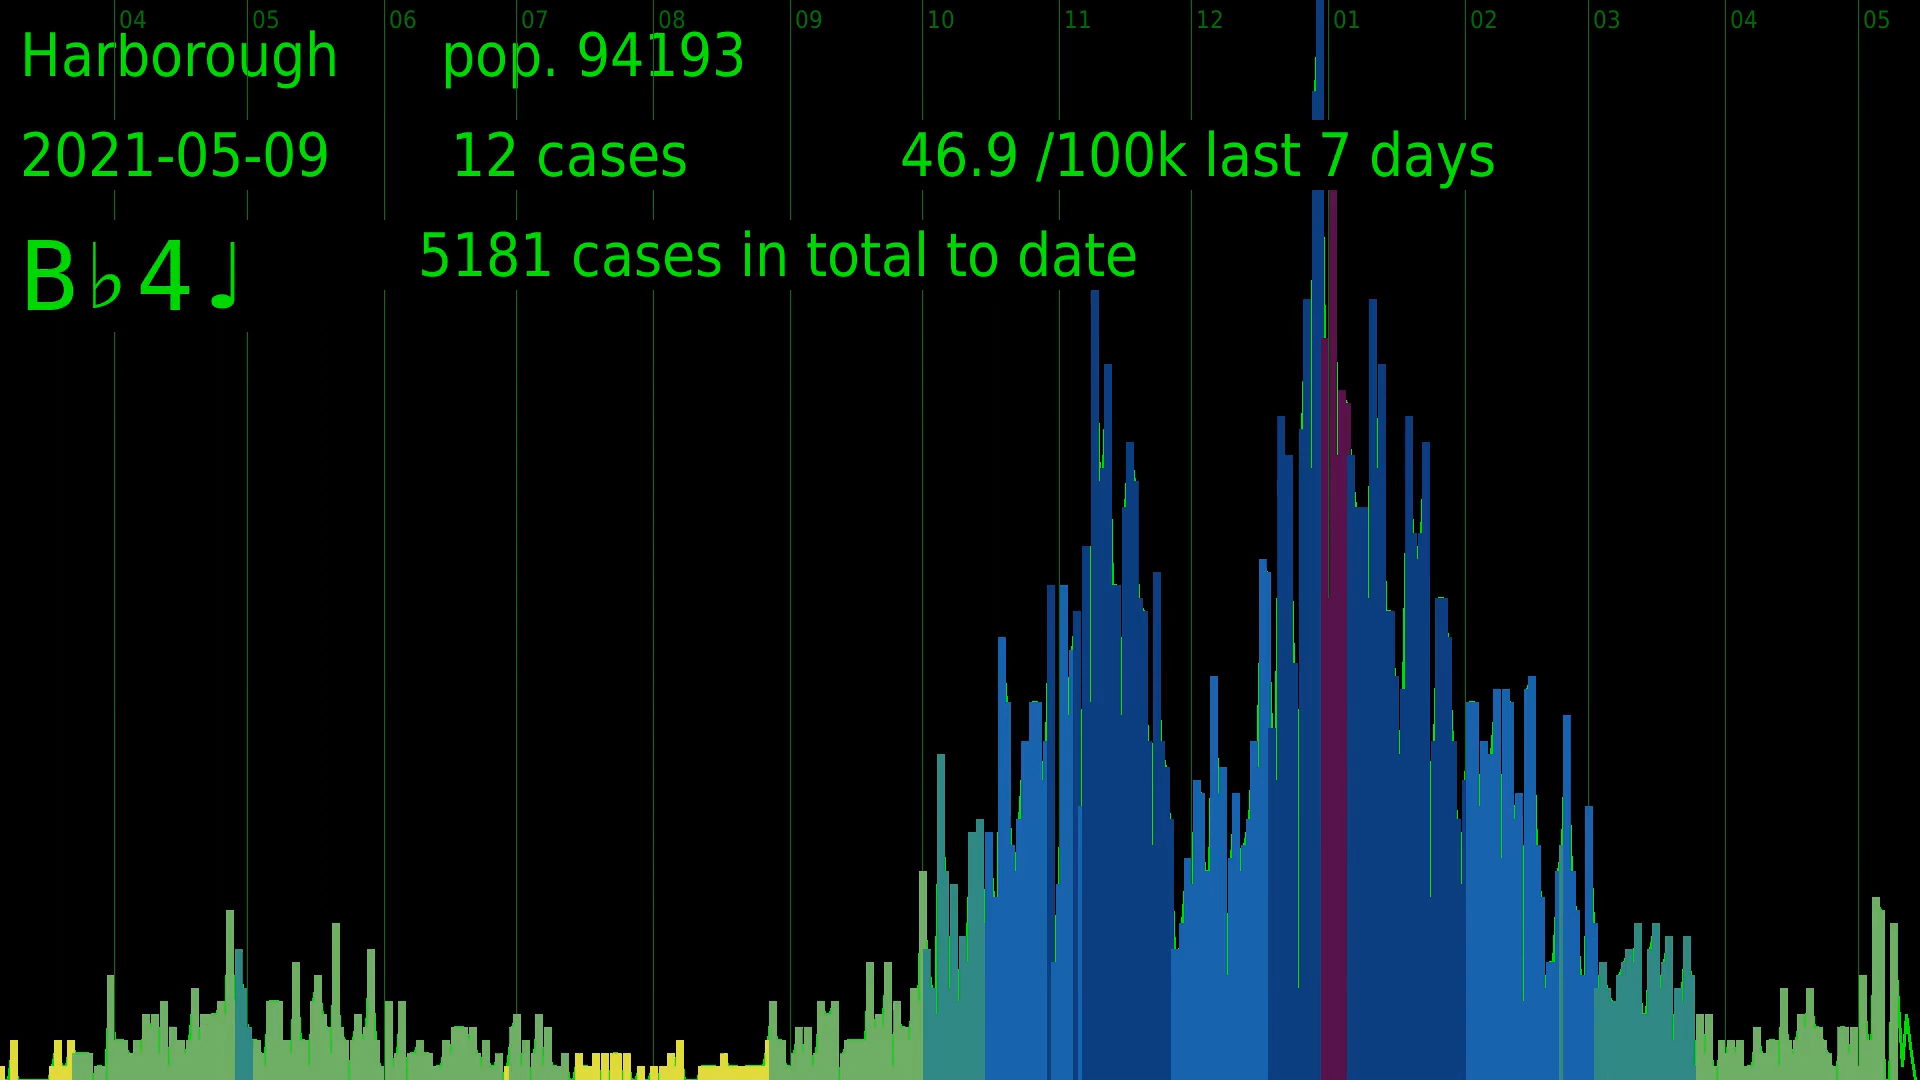 04 05 06 07 08 09 10 11 12 01 02 03 04 05
Harborough pop. 94193
2021-05-09 12 cases 46.9 /100k last 7 days
B♭4♩ 5181 cases in total to date